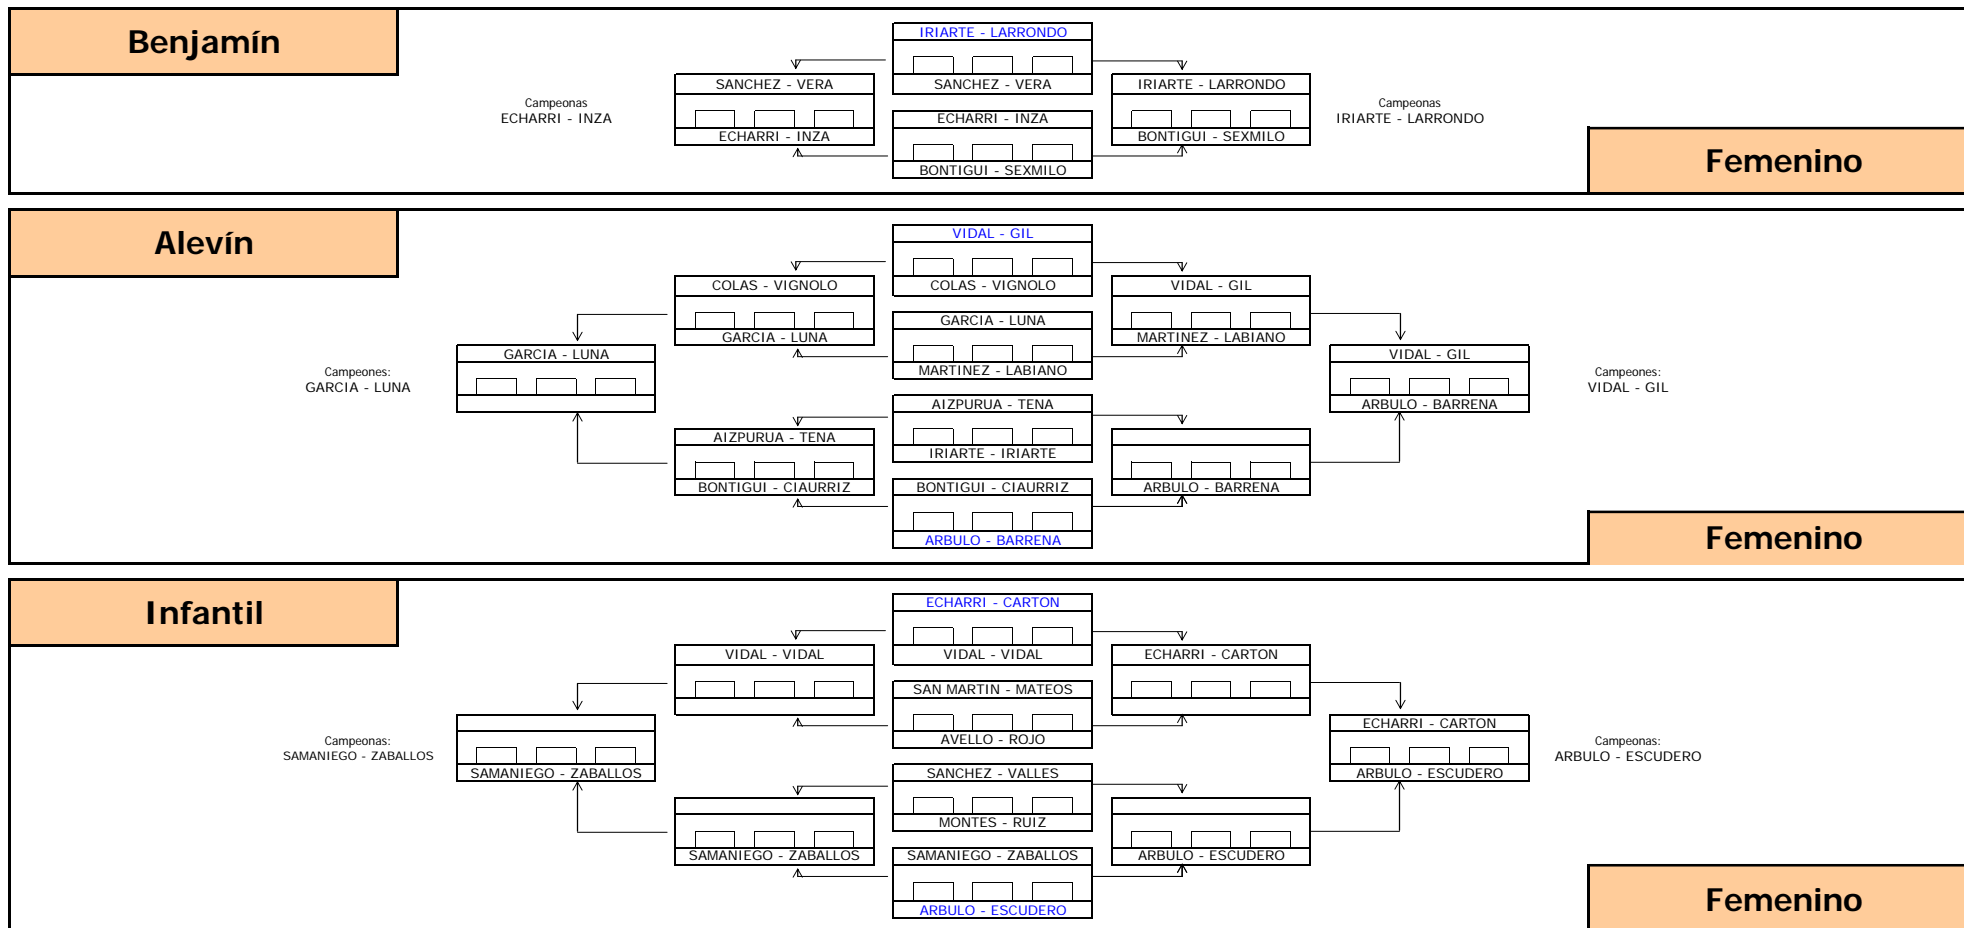 Benjamín
IRIARTE - LARRONDO
SANCHEZ - VERA
SANCHEZ - VERA
IRIARTE - LARRONDO
Campeonas
ECHARRI - INZA
Campeonas
IRIARTE - LARRONDO
ECHARRI - INZA
ECHARRI - INZA
BONTIGUI - SEXMILO
BONTIGUI - SEXMILO
Femenino
Alevín
VIDAL - GIL
COLAS - VIGNOLO
COLAS - VIGNOLO
VIDAL - GIL
GARCIA - LUNA
GARCIA - LUNA
MARTINEZ - LABIANO
GARCIA - LUNA
VIDAL - GIL
MARTINEZ - LABIANO
Campeones:
GARCIA - LUNA
Campeones:
VIDAL - GIL
AIZPURUA - TENA
ARBULO - BARRENA
AIZPURUA - TENA
IRIARTE - IRIARTE
BONTIGUI - CIAURRIZ
BONTIGUI - CIAURRIZ
ARBULO - BARRENA
ARBULO - BARRENA
Femenino
Infantil
ECHARRI - CARTON
VIDAL - VIDAL
VIDAL - VIDAL
ECHARRI - CARTON
SAN MARTIN - MATEOS
ECHARRI - CARTON
AVELLO - ROJO
Campeonas:
SAMANIEGO - ZABALLOS
Campeonas:
ARBULO - ESCUDERO
SAMANIEGO - ZABALLOS
SANCHEZ - VALLES
ARBULO - ESCUDERO
MONTES - RUIZ
SAMANIEGO - ZABALLOS
SAMANIEGO - ZABALLOS
ARBULO - ESCUDERO
ARBULO - ESCUDERO
Femenino